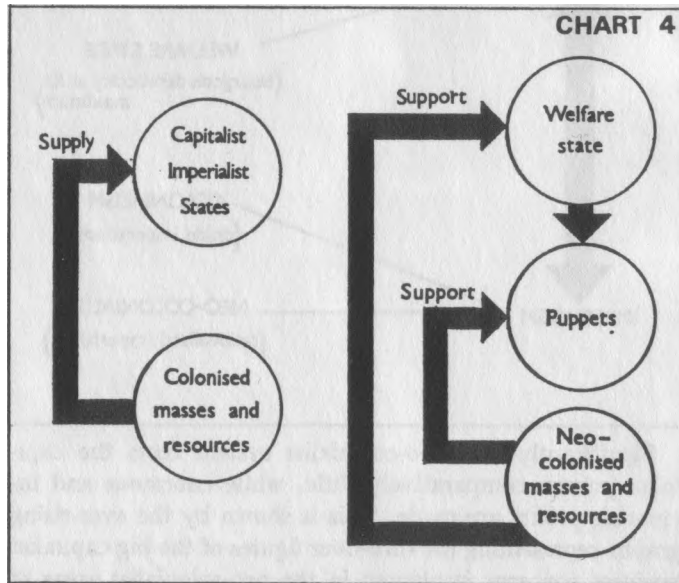 CHART 4
Supply
Capitalist
Imperialist
States
Colonised
masses and
resources
Support
Welfare
state
Support
Puppets
Neo-
colonised
masses and
resources